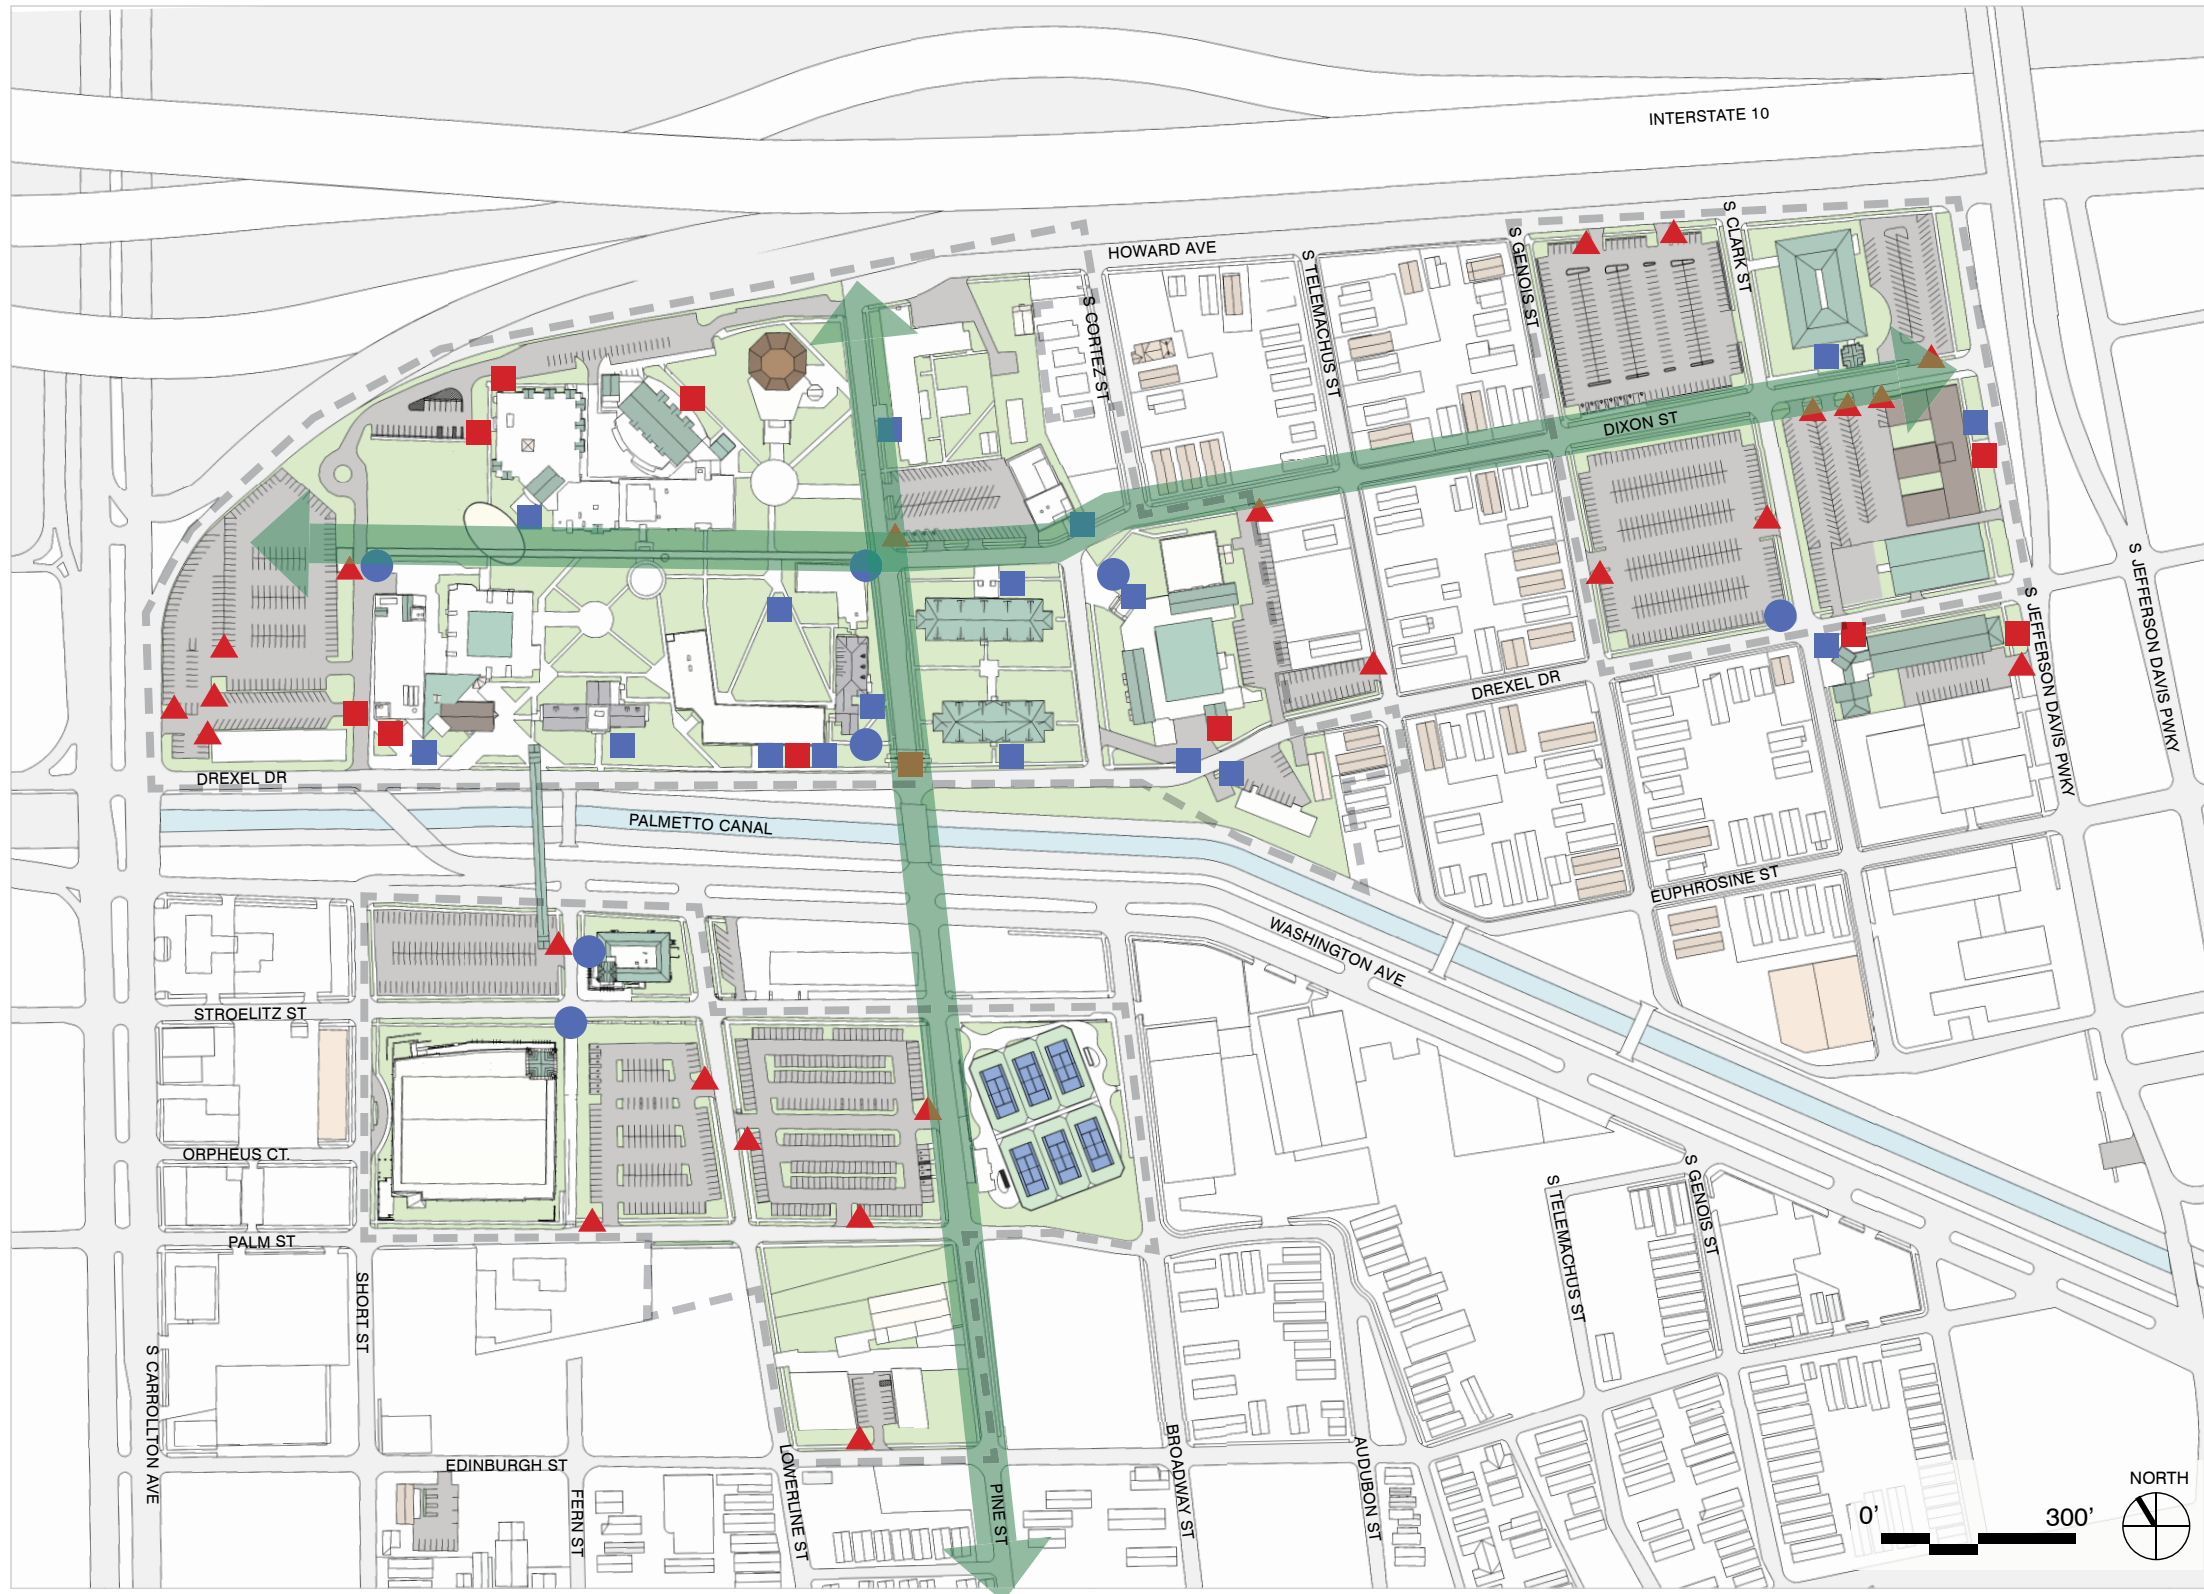 INTERSTATE 10
S CLARK ST
S GENOIS ST
HOWARD AVE
S TELEMACHUS ST
S CORTEZ ST
DIXON ST
S JEFFERSON DAVIS PWKY
S JEFFERSON DAVIS PWKY
DREXEL DR
DREXEL DR
PALMETTO CANAL
EUPHROSINE ST
WASHINGTON AVE
STROELITZ ST
ORPHEUS CT.
S GENOIS ST
S TELEMACHUS ST
PALM ST
SHORT ST
S CARROLLTON AVE
EDINBURGH ST
FERN ST
LOWERLINE ST
PINE ST
BROADWAY ST
AUDUBON ST
NORTH
0' 300'